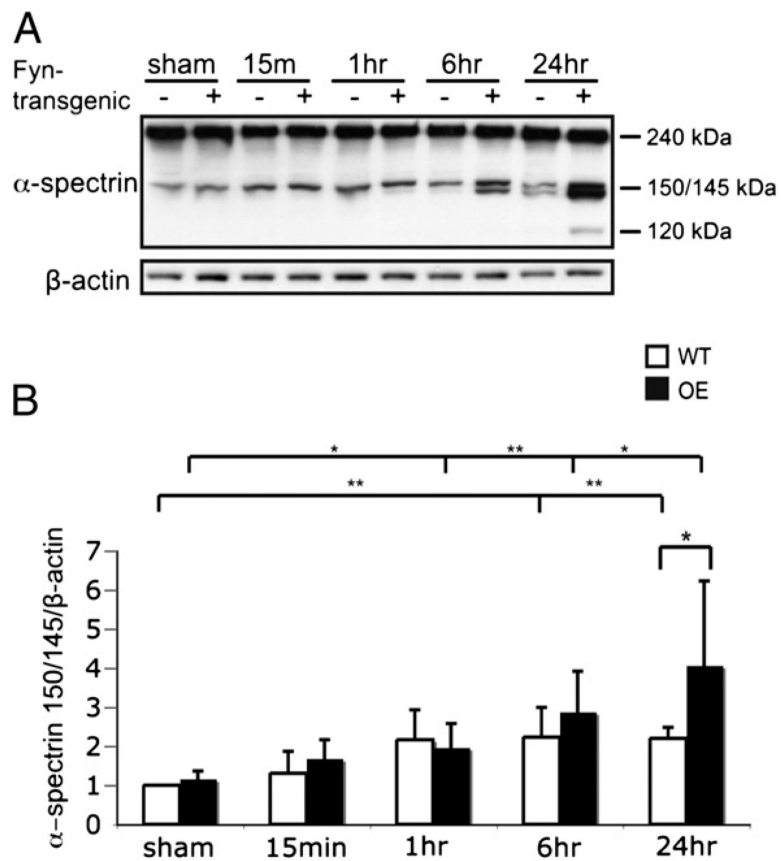 A
Fyn-transgenic
sham 15m 1hr 6hr 24hr
- + - + - + - + - +
α-spectrin
240 kDa
150/145 kDa
120 kDa
β-actin
WT
OE
B
* ** *
** **
*
α-spectrin 150/145/β-actin
7
6
5
4
3
2
1
0
sham 15min 1hr 6hr 24hr